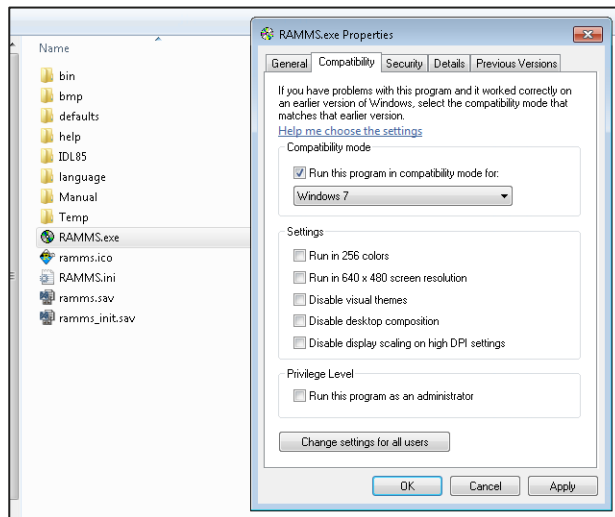 Name
bin
bmp
defaults
help
IDL85
language
Manual
Temp
RAMMS.exe
ramms.ico
RAMMS.ini
ramms.sav
ramms_init.sav
RAMMS.exe Properties
General
Compatibility
Security
Details
Previous Versions
If you have problems with this program and it worked correctly on
an earlier version of Windows, select the compatibility mode that
matches that earlier version.
Help me choose the settings
Compatibility mode
Run this program in compatibility mode for:
Windows 7
Settings
Run in 256 colors
Run in 640 x 480 screen resolution
Disable visual themes
Disable desktop composition
Disable display scaling on high DPI settings
Privilege Level
Run this program as an administrator
Change settings for all users
OK
Cancel
Apply